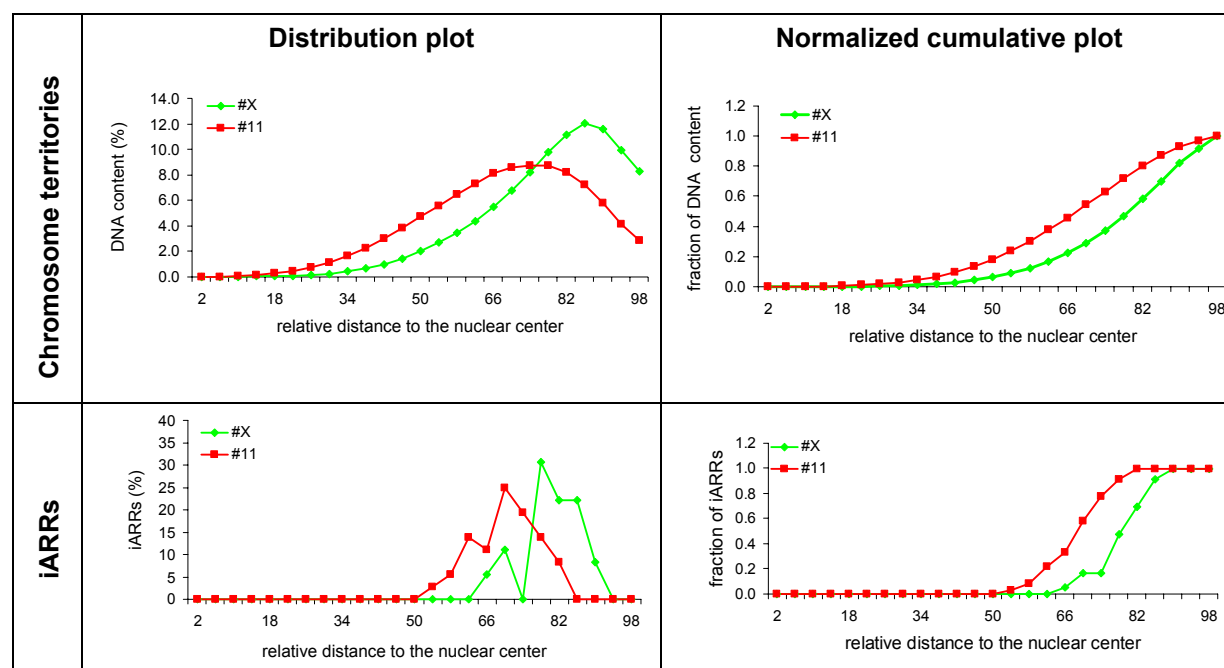 Distribution plot
Normalized cumulative plot
Chromosome territories
DNA content (%)
14.0
12.0
10.0
8.0
6.0
4.0
2.0
0.0
#X
#11
2 18 34 50 66 82 98
relative distance to the nuclear center
fraction of DNA content
1.2
1.0
0.8
0.6
0.4
0.2
0.0
#X
#11
2 18 34 50 66 82 98
relative distance to the nuclear center
iARRs
iARRs (%)
40
35
30
25
20
15
10
5
0
#X
#11
2 18 34 50 66 82 98
relative distance to the nuclear center
fraction of iARRs
1.2
1.0
0.8
0.6
0.4
0.2
0.0
#X
#11
2 18 34 50 66 82 98
relative distance to the nuclear center